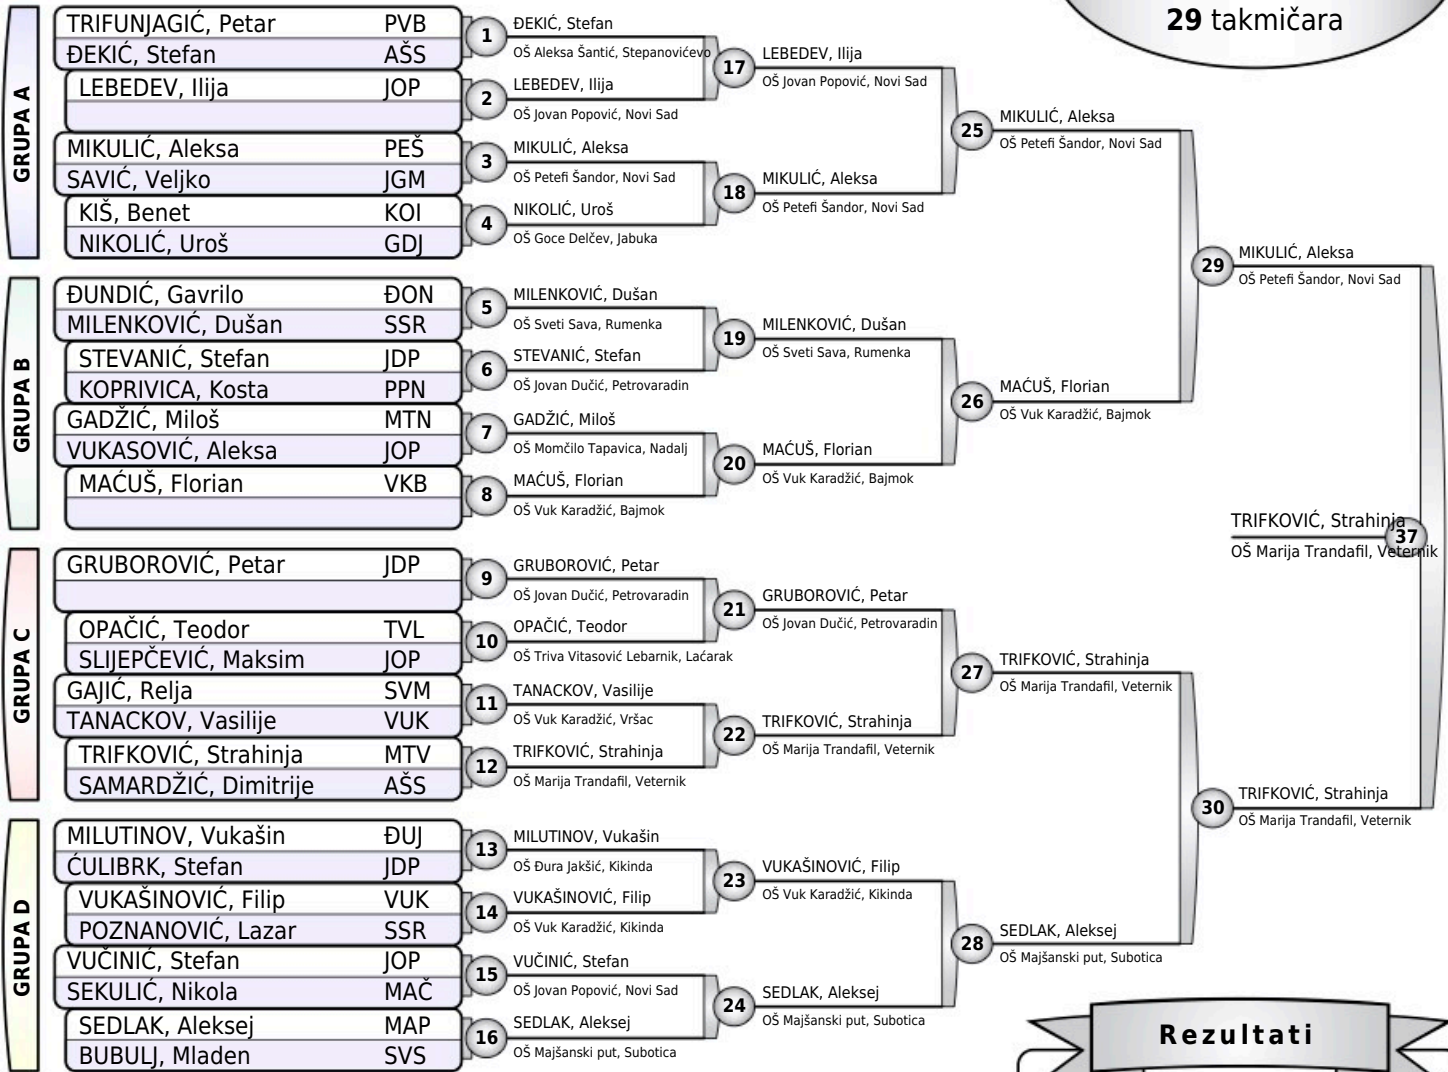 29 takmičara
GRUPA A
TRIFUNJAGIĆ, Petar PVB
ĐEKIĆ, Stefan AŠS
LEBEDEV, Ilija JOP
MIKULIĆ, Aleksa PEŠ
SAVIĆ, Veljko JGM
KIŠ, Benet KOI
NIKOLIĆ, Uroš GDJ
GRUPA B
ĐUNDIĆ, Gavrilo ĐON
MILENKOVIĆ, Dušan SSR
STEVANIĆ, Stefan JDP
KOPRIVICA, Kosta PPN
GADŽIĆ, Miloš MTN
VUKASOVIĆ, Aleksa JOP
MAĆUŠ, Florian VKB
GRUPA C
GRUBOROVIĆ, Petar JDP
OPAČIĆ, Teodor TVL
SLIJEPČEVIĆ, Maksim JOP
GAJIĆ, Relja SVM
TANACKOV, Vasilije VUK
TRIFKOVIĆ, Strahinja MTV
SAMARDŽIĆ, Dimitrije AŠS
GRUPA D
MILUTINOV, Vukašin ĐUJ
ĆULIBRK, Stefan JDP
VUKAŠINOVIĆ, Filip VUK
POZNANOVIĆ, Lazar SSR
VUČINIĆ, Stefan JOP
SEKULIĆ, Nikola MAČ
SEDLAK, Aleksej MAP
BUBULJ, Mladen SVS
1 ĐEKIĆ, Stefan
OŠ Aleksa Šantić, Stepanovićevo
2 LEBEDEV, Ilija
OŠ Jovan Popović, Novi Sad
3 MIKULIĆ, Aleksa
OŠ Petefi Šandor, Novi Sad
4 NIKOLIĆ, Uroš
OŠ Goce Delčev, Jabuka
5 MILENKOVIĆ, Dušan
OŠ Sveti Sava, Rumenka
6 STEVANIĆ, Stefan
OŠ Jovan Dučić, Petrovaradin
7 GADŽIĆ, Miloš
OŠ Momčilo Tapavica, Nadalj
8 MAĆUŠ, Florian
OŠ Vuk Karadžić, Bajmok
9 GRUBOROVIĆ, Petar
OŠ Jovan Dučić, Petrovaradin
10 OPAČIĆ, Teodor
OŠ Triva Vitasović Lebarnik, Laćarak
11 TANACKOV, Vasilije
OŠ Vuk Karadžić, Vršac
12 TRIFKOVIĆ, Strahinja
OŠ Marija Trandafil, Veternik
13 MILUTINOV, Vukašin
OŠ Đura Jakšić, Kikinda
14 VUKAŠINOVIĆ, Filip
OŠ Vuk Karadžić, Kikinda
15 VUČINIĆ, Stefan
OŠ Jovan Popović, Novi Sad
16 SEDLAK, Aleksej
OŠ Majšanski put, Subotica
17 LEBEDEV, Ilija
OŠ Jovan Popović, Novi Sad
18 MIKULIĆ, Aleksa
OŠ Petefi Šandor, Novi Sad
19 MILENKOVIĆ, Dušan
OŠ Sveti Sava, Rumenka
20 MAĆUŠ, Florian
OŠ Vuk Karadžić, Bajmok
21 GRUBOROVIĆ, Petar
OŠ Jovan Dučić, Petrovaradin
22 TRIFKOVIĆ, Strahinja
OŠ Marija Trandafil, Veternik
23 VUKAŠINOVIĆ, Filip
OŠ Vuk Karadžić, Kikinda
24 SEDLAK, Aleksej
OŠ Majšanski put, Subotica
25 MIKULIĆ, Aleksa
OŠ Petefi Šandor, Novi Sad
26 MAĆUŠ, Florian
OŠ Vuk Karadžić, Bajmok
27 TRIFKOVIĆ, Strahinja
OŠ Marija Trandafil, Veternik
28 SEDLAK, Aleksej
OŠ Majšanski put, Subotica
29 MIKULIĆ, Aleksa
OŠ Petefi Šandor, Novi Sad
30 TRIFKOVIĆ, Strahinja
OŠ Marija Trandafil, Veternik
TRIFKOVIĆ, Strahinja 37
OŠ Marija Trandafil, Veternik
Rezultati